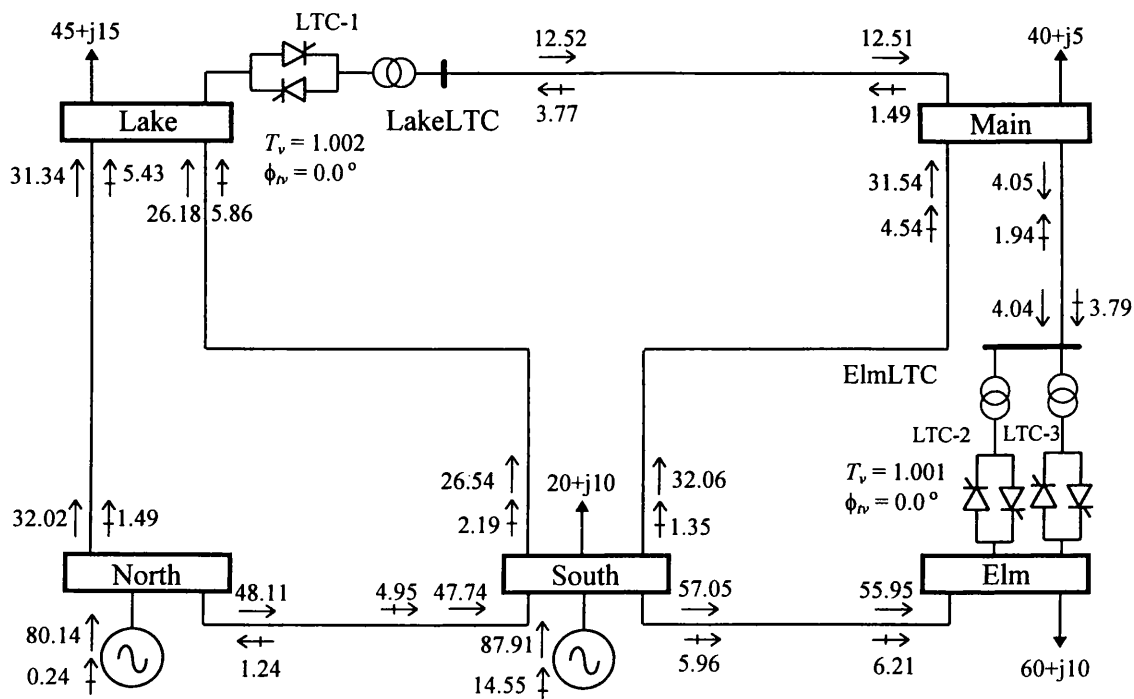 45+j15
LTC-1
12.52
12.51
40+j5
Lake
LakeLTC
3.77
1.49
Main
T_v = 1.002
ϕ_tv = 0.0 °
31.34
5.43
26.18
5.86
31.54
4.54
4.05
1.94
4.04
3.79
ElmLTC
LTC-2
LTC-3
T_v = 1.001
ϕ_tv = 0.0 °
26.54
20+j10
32.06
32.02
1.49
2.19
1.35
North
South
Elm
48.11
4.95
47.74
57.05
55.95
80.14
0.24
1.24
87.91
14.55
5.96
6.21
60+j10